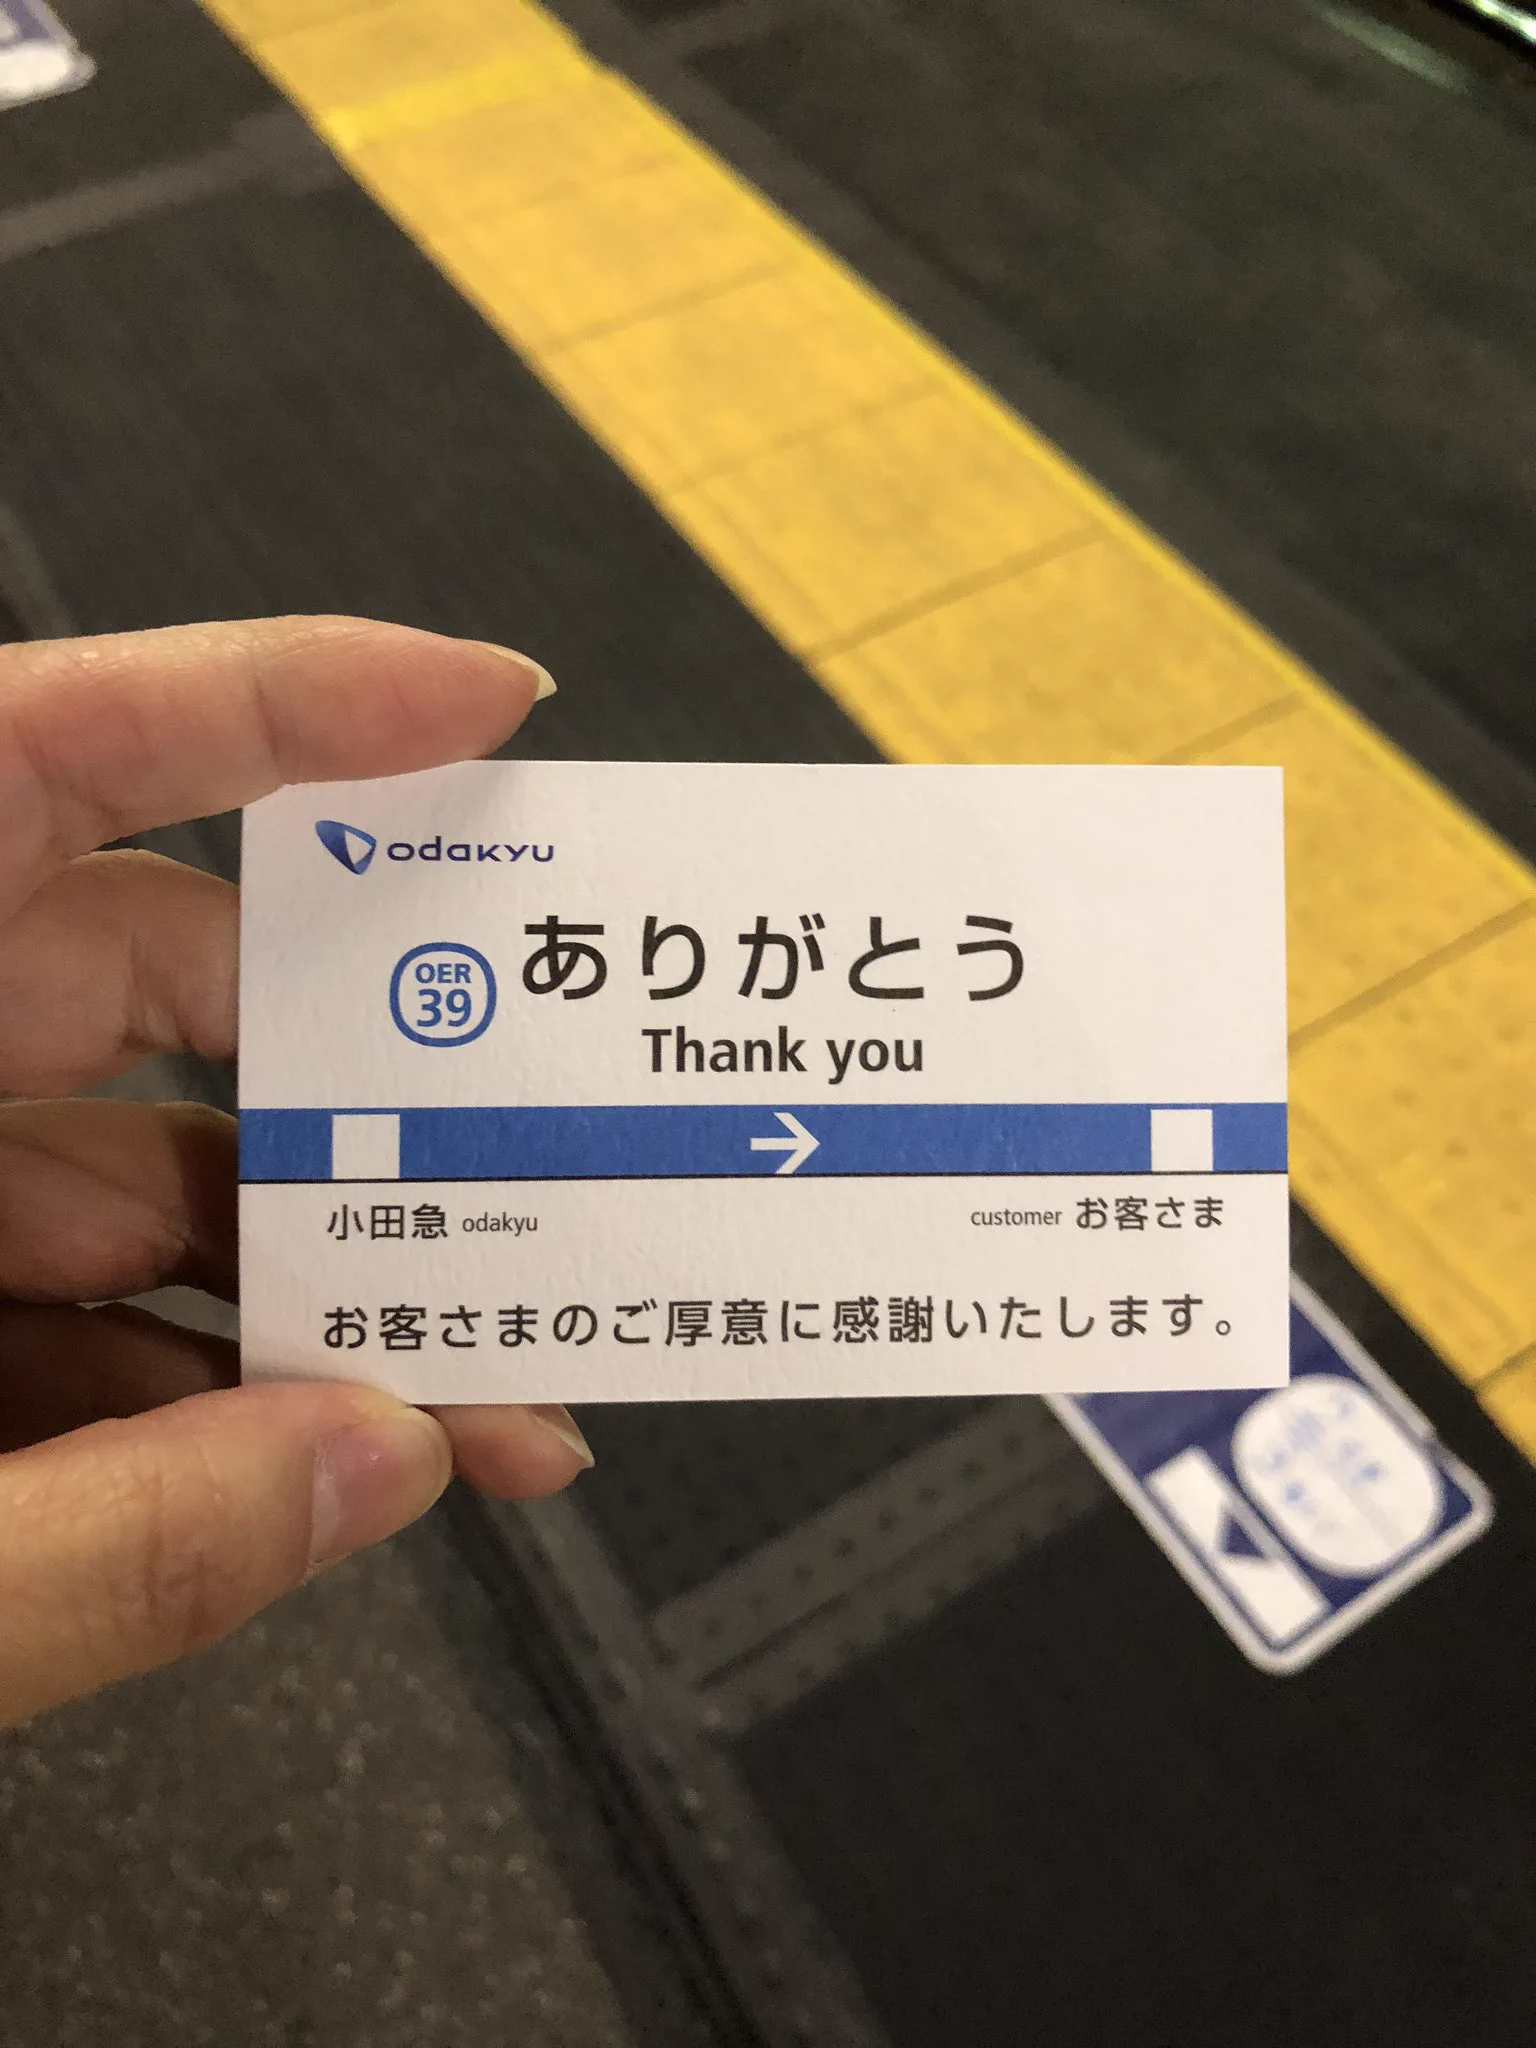 odakyu
OER
39
ありがとう
Thank you
小田急 odakyu
customer お客さま
お客さまのご厚意に感謝いたします。